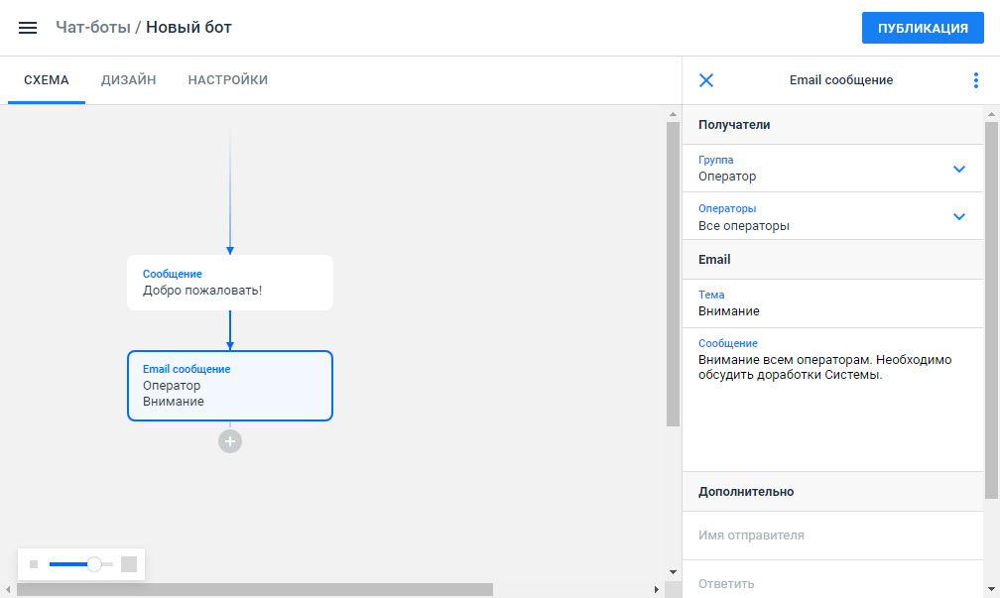 Чат-боты / Новый бот
ПУБЛИКАЦИЯ
СХЕМА
ДИЗАЙН
НАСТРОЙКИ
Сообщение
Добро пожаловать!
Email сообщение
Оператор
Внимание
Email сообщение
Получатели
Группа
Оператор
Операторы
Все операторы
Email
Тема
Внимание
Сообщение
Внимание всем операторам. Необходимо
обсудить доработки Системы.
Дополнительно
Имя отправителя
Ответить